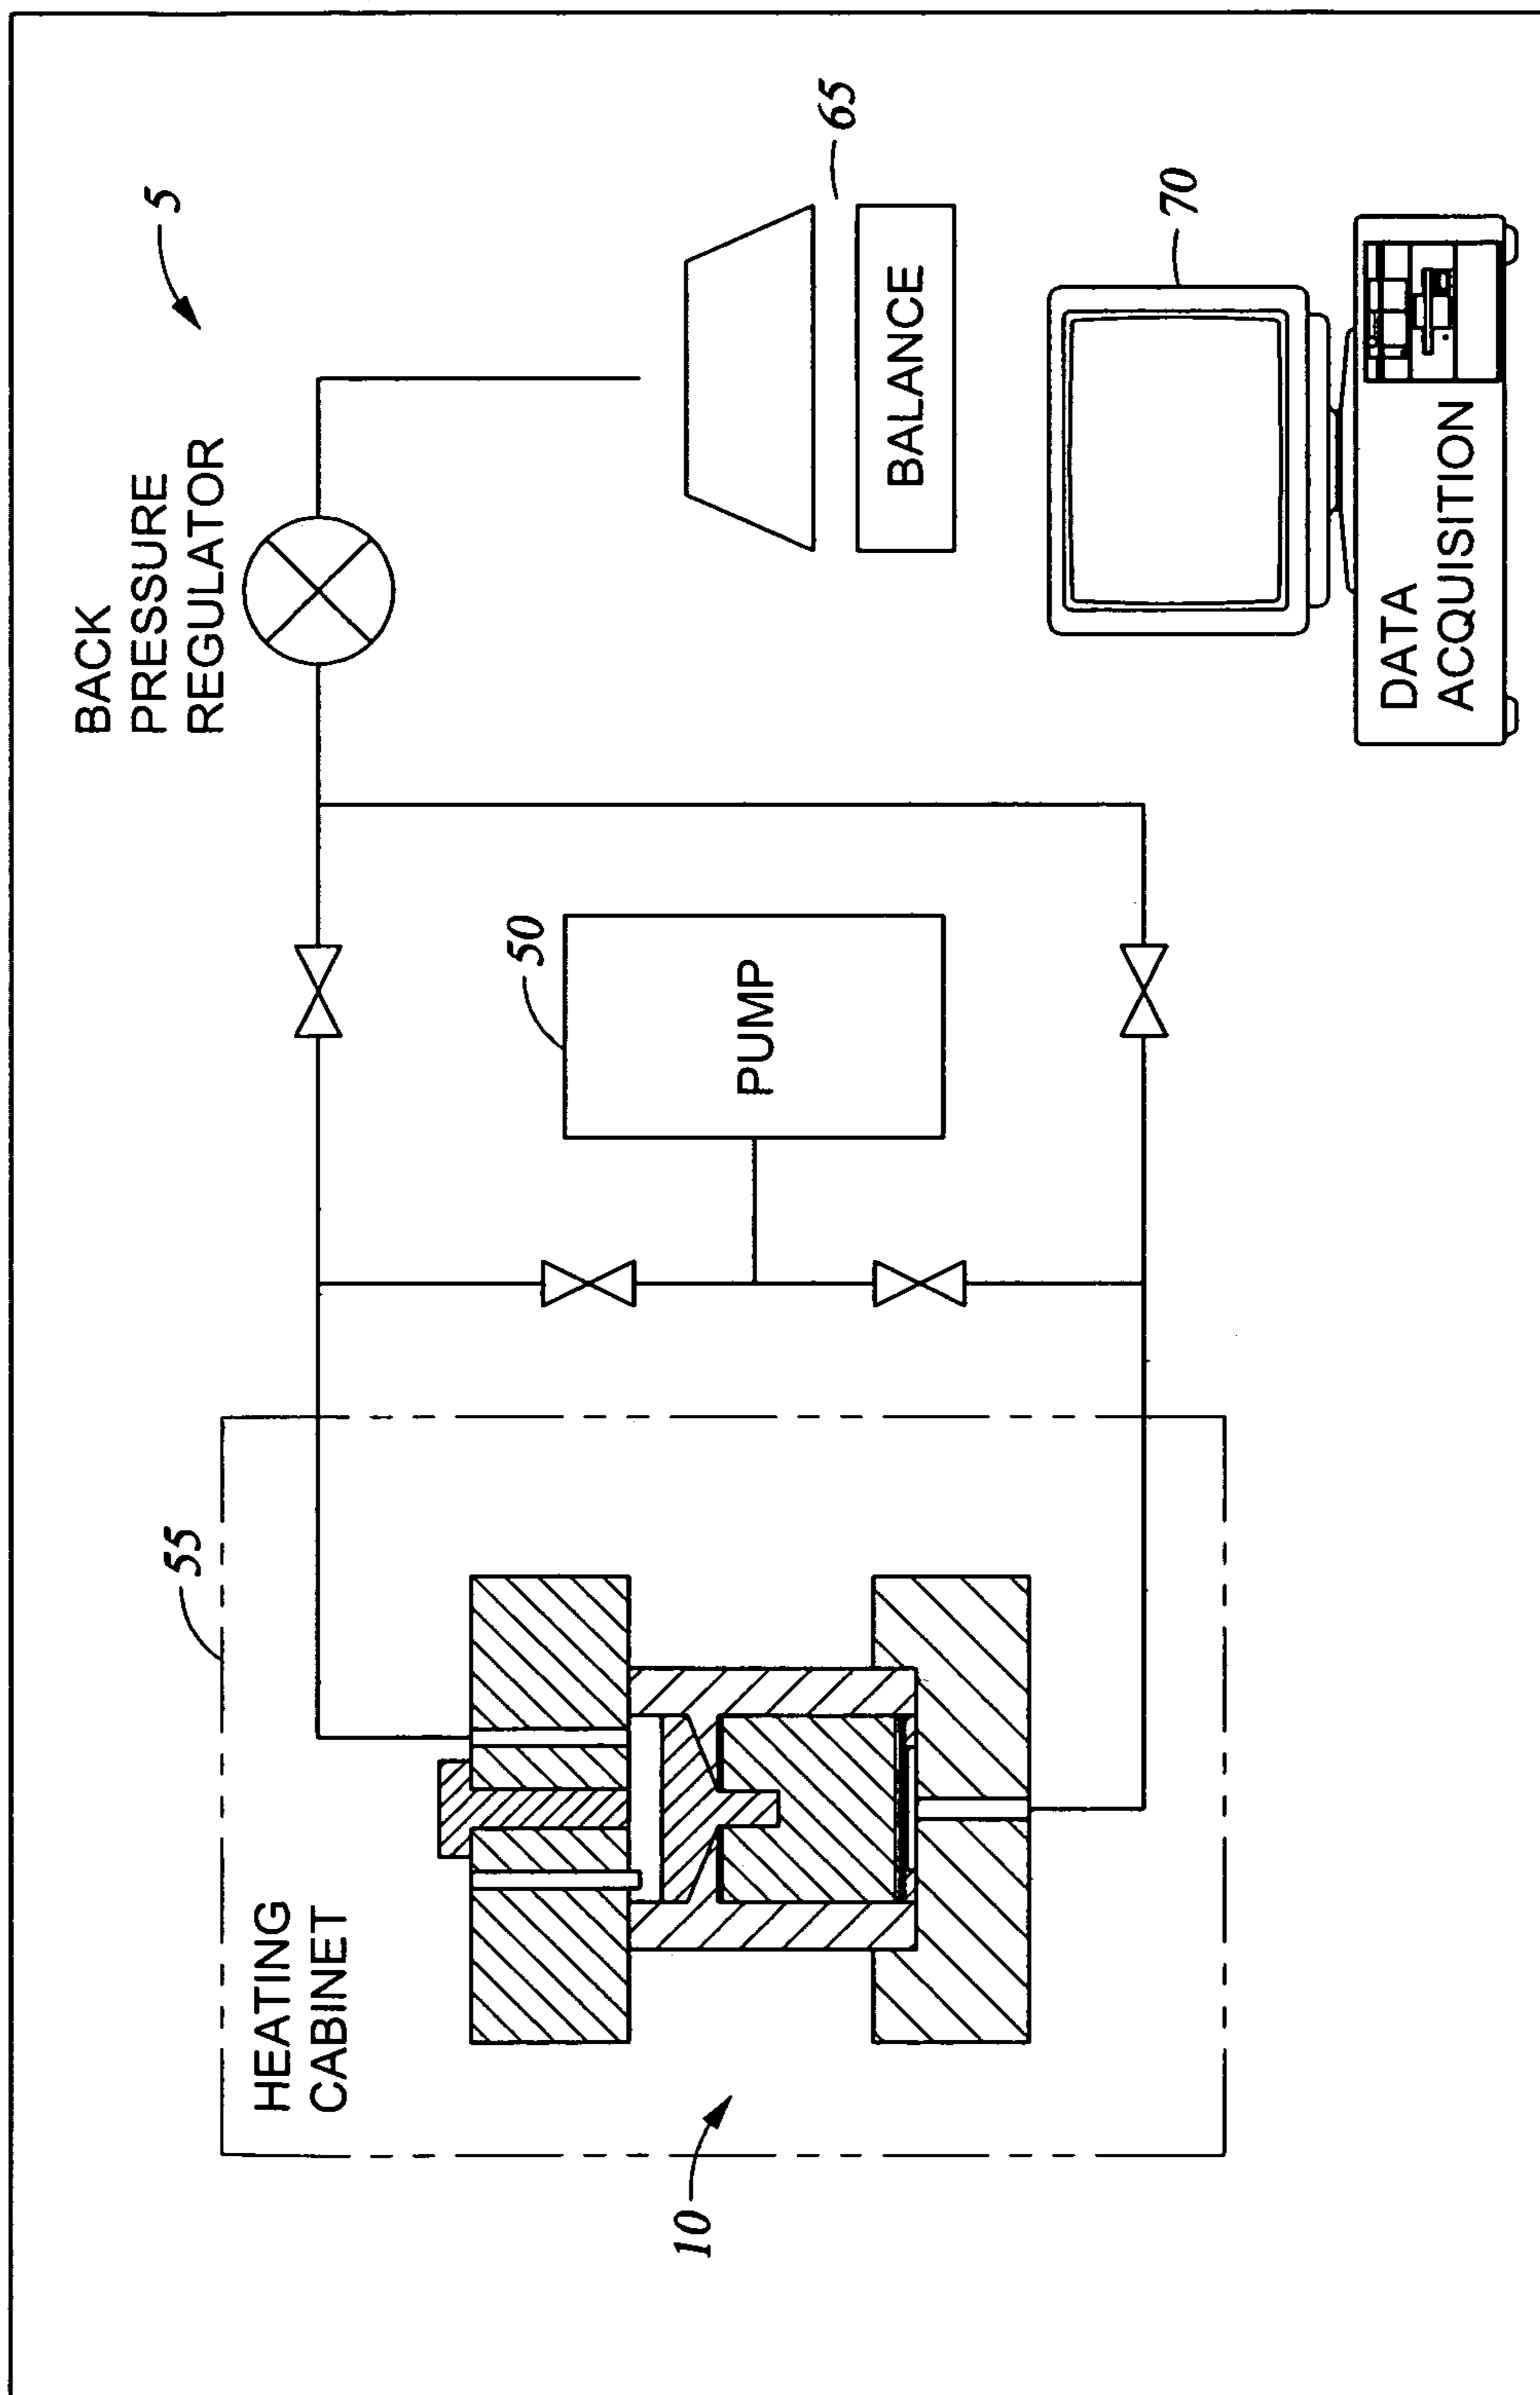 BACK
PRESSURE
REGULATOR
5
65
BALANCE
70
DATA
ACQUISITION
50
PUMP
55
HEATING
CABINET
10